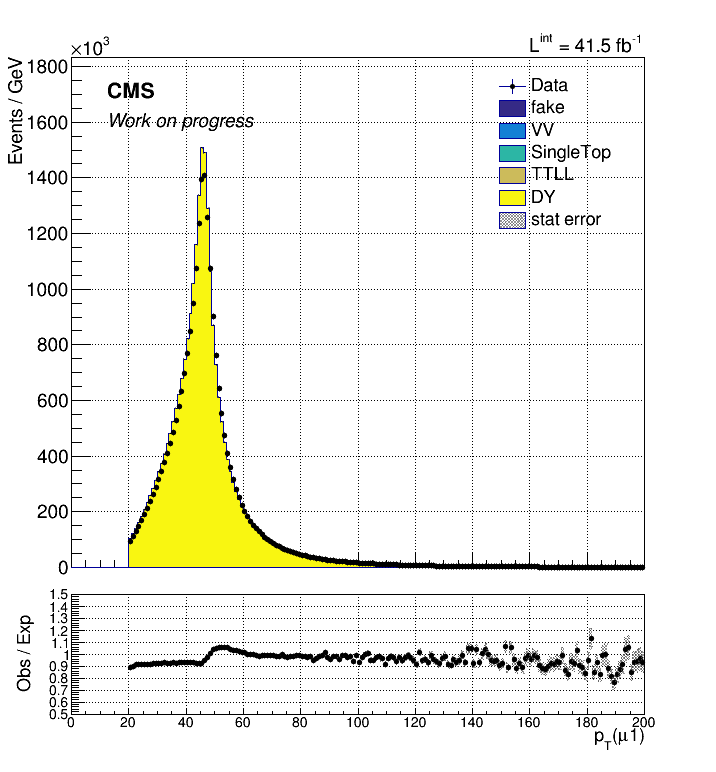 ×10³
L^int = 41.5 fb⁻¹
Events / GeV
1800
1600
1400
1200
1000
800
600
400
200
0
CMS
Work on progress
Data
fake
VV
SingleTop
TTLL
DY
stat error
Obs / Exp
1.5
1.4
1.3
1.2
1.1
1
0.9
0.8
0.7
0.6
0.5
0 20 40 60 80 100 120 140 160 180 200
p_T(μ1)